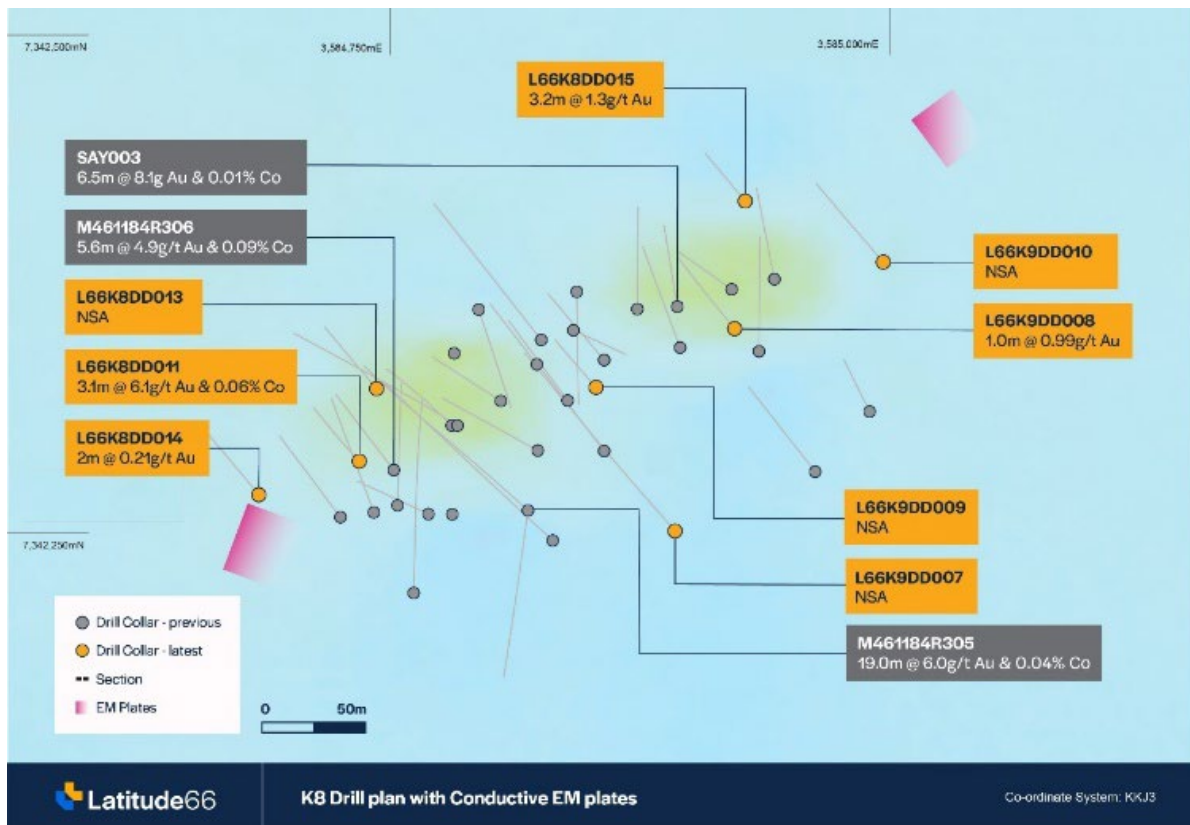 7,342,500mN
3,584,750mE
3,585,000mE
L66K8DD015
3.2m @ 1.3g/t Au
SAY003
6.5m @ 8.1g Au & 0.01% Co
M461184R306
5.6m @ 4.9g/t Au & 0.09% Co
L66K8DD013
NSA
L66K8DD011
3.1m @ 6.1g/t Au & 0.06% Co
L66K8DD014
2m @ 0.21g/t Au
L66K9DD010
NSA
L66K9DD008
1.0m @ 0.99g/t Au
L66K9DD009
NSA
L66K9DD007
NSA
M461184R305
19.0m @ 6.0g/t Au & 0.04% Co
7,342,250mN
Drill Collar - previous
Drill Collar - latest
Section
EM Plates
0 50m
Latitude66
K8 Drill plan with Conductive EM plates
Co-ordinate System: KKJ3